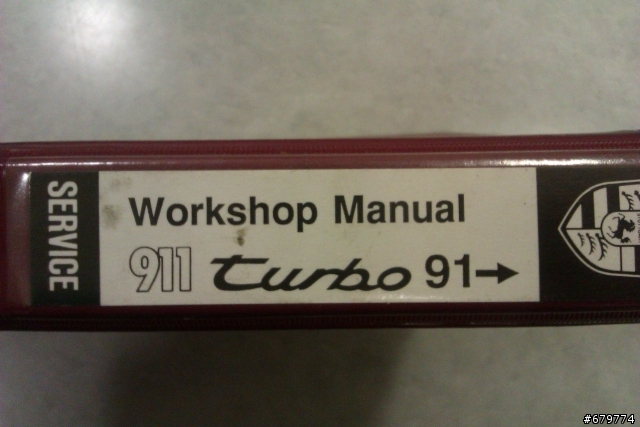 SERVICE
Workshop Manual
911 turbo 91→
#679774